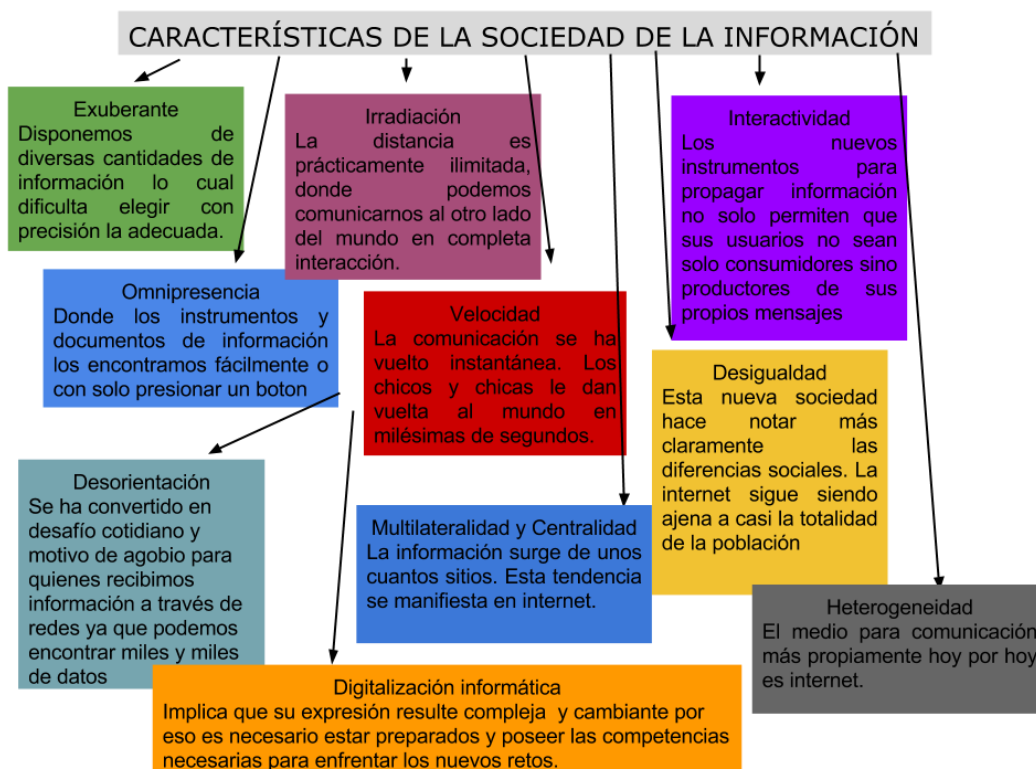 CARACTERÍSTICAS DE LA SOCIEDAD DE LA INFORMACIÓN
Exuberante
Disponemos de
diversas cantidades de
información lo cual
dificulta elegir con
precisión la adecuada.
Irradiación
La distancia es
prácticamente ilimitada,
donde podemos
comunicarnos al otro lado
del mundo en completa
interacción.
Interactividad
Los nuevos
instrumentos para
propagar información
no solo permiten que
sus usuarios no sean
solo consumidores sino
productores de sus
propios mensajes
Omnipresencia
Donde los instrumentos y
documentos de información
los encontramos fácilmente o
con solo presionar un boton
Velocidad
La comunicación se ha
vuelto instantánea. Los
chicos y chicas le dan
vuelta al mundo en
milésimas de segundos.
Desigualdad
Esta nueva sociedad
hace notar más
claramente las
diferencias sociales. La
internet sigue siendo
ajena a casi la totalidad
de la población
Desorientación
Se ha convertido en
desafío cotidiano y
motivo de agobio para
quienes recibimos
información a través de
redes ya que podemos
encontrar miles y miles
de datos
Multilateralidad y Centralidad
La información surge de unos
cuantos sitios. Esta tendencia
se manifiesta en internet.
Heterogeneidad
El medio para comunicación
más propiamente hoy por hoy
es internet.
Digitalización informática
Implica que su expresión resulte compleja y cambiante por
eso es necesario estar preparados y poseer las competencias
necesarias para enfrentar los nuevos retos.